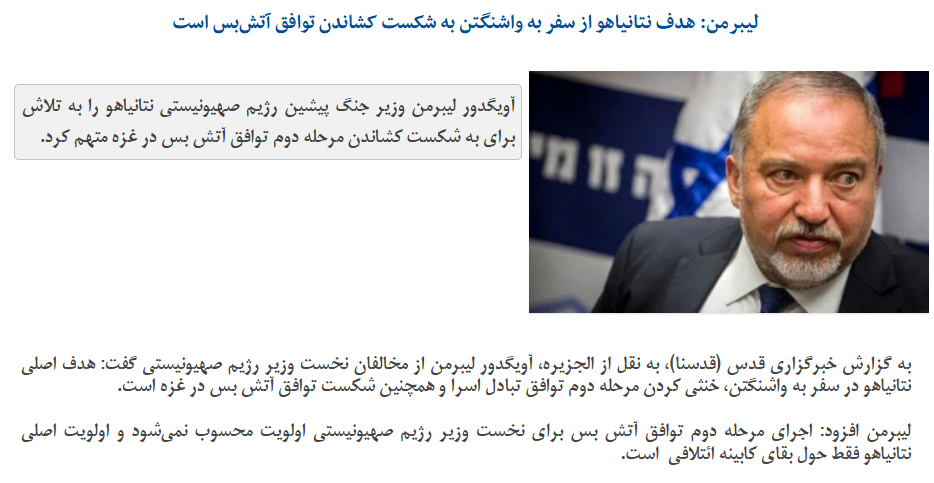 لیبرمن: هدف نتانیاهو از سفر به واشنگتن به شکست کشاندن توافق آتش‌بس است
آویگدور لیبرمن وزیر جنگ پیشین رژیم صهیونیستی نتانیاهو را به تلاش
برای به شکست کشاندن مرحله دوم توافق آتش بس در غزه متهم کرد.
به گزارش خبرگزاری قدس (قدسنا)، به نقل از الجزیره، آویگدور لیبرمن از مخالفان نخست وزیر رژیم صهیونیستی گفت: هدف اصلی
نتانیاهو در سفر به واشنگتن، خنثی کردن مرحله دوم توافق تبادل اسرا و همچنین شکست توافق آتش بس در غزه است.
لیبرمن افزود: اجرای مرحله دوم توافق آتش بس برای نخست وزیر رژیم صهیونیستی اولویت محسوب نمی‌شود و اولویت اصلی
نتانیاهو فقط حول بقای کابینه ائتلافی است.